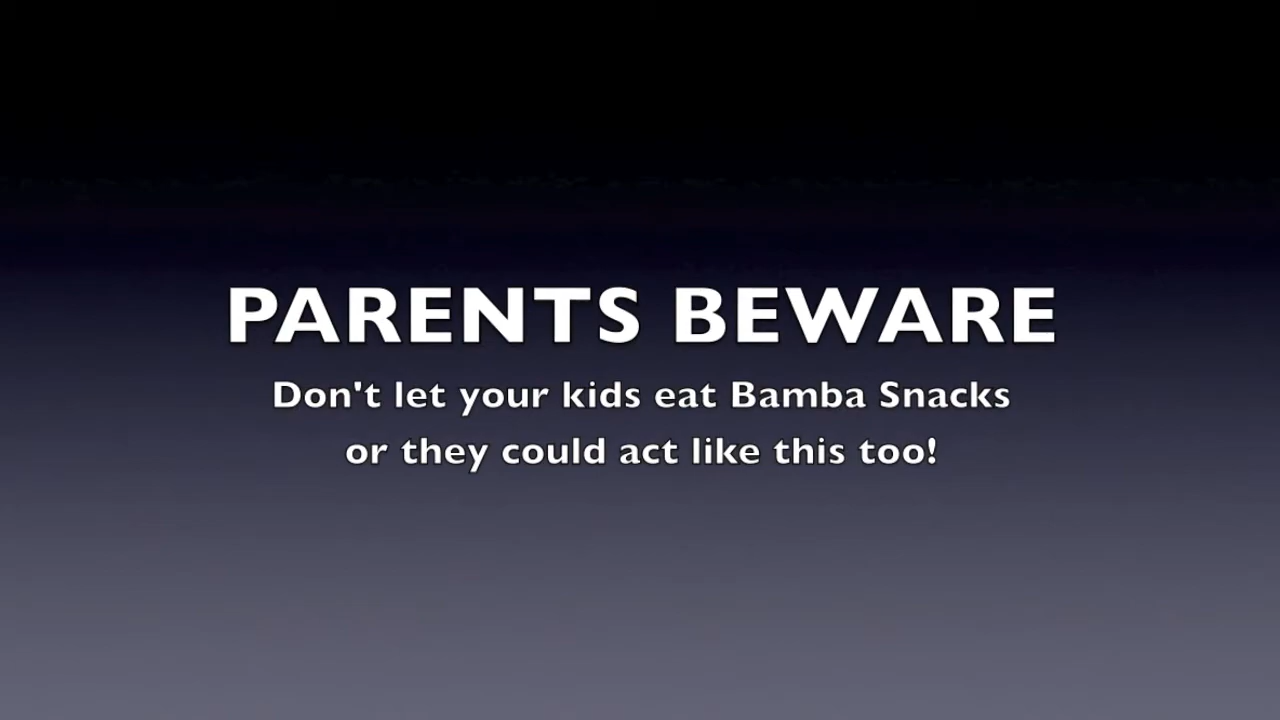 PARENTS BEWARE
Don't let your kids eat Bamba Snacks
or they could act like this too!